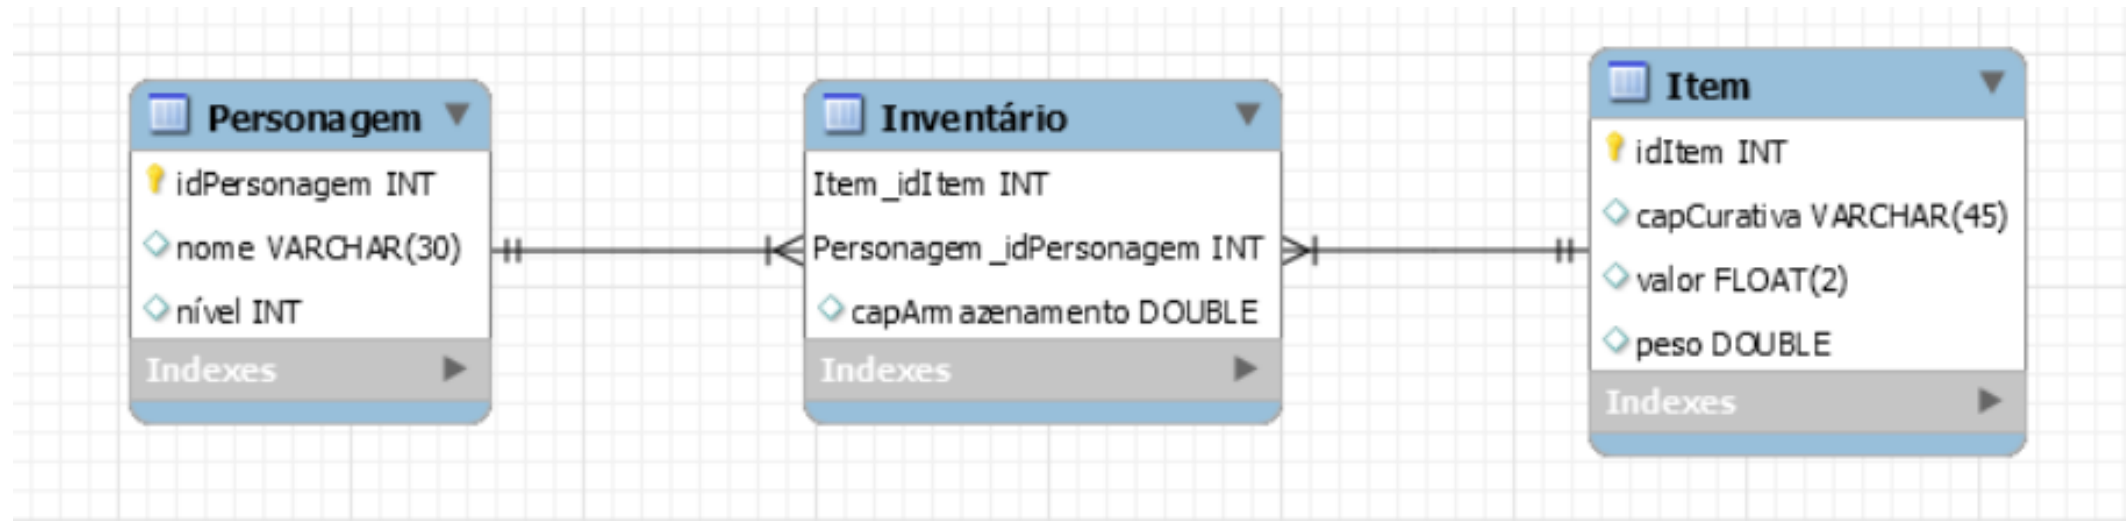 Personagem
idPersonagem INT
nome VARCHAR(30)
nível INT
Indexes
Inventário
Item_idItem INT
Personagem_idPersonagem INT
capArmazenamento DOUBLE
Indexes
Item
idItem INT
capCurativa VARCHAR(45)
valor FLOAT(2)
peso DOUBLE
Indexes